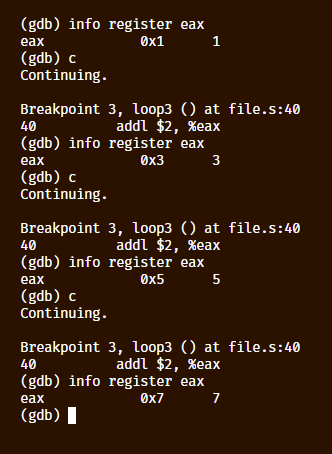 (gdb) info register eax
eax            0x1      1
(gdb) c
Continuing.

Breakpoint 3, loop3 () at file.s:40
40          addl $2, %eax
(gdb) info register eax
eax            0x3      3
(gdb) c
Continuing.

Breakpoint 3, loop3 () at file.s:40
40          addl $2, %eax
(gdb) info register eax
eax            0x5      5
(gdb) c
Continuing.

Breakpoint 3, loop3 () at file.s:40
40          addl $2, %eax
(gdb) info register eax
eax            0x7      7
(gdb)